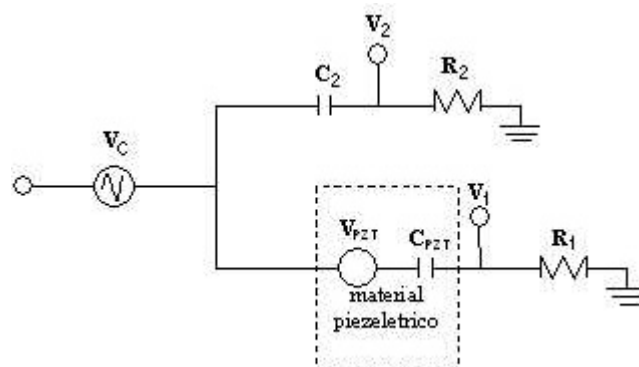 V2
C2
R2
VC
V1
VPZT
CPZT
R1
material
piezeletrico